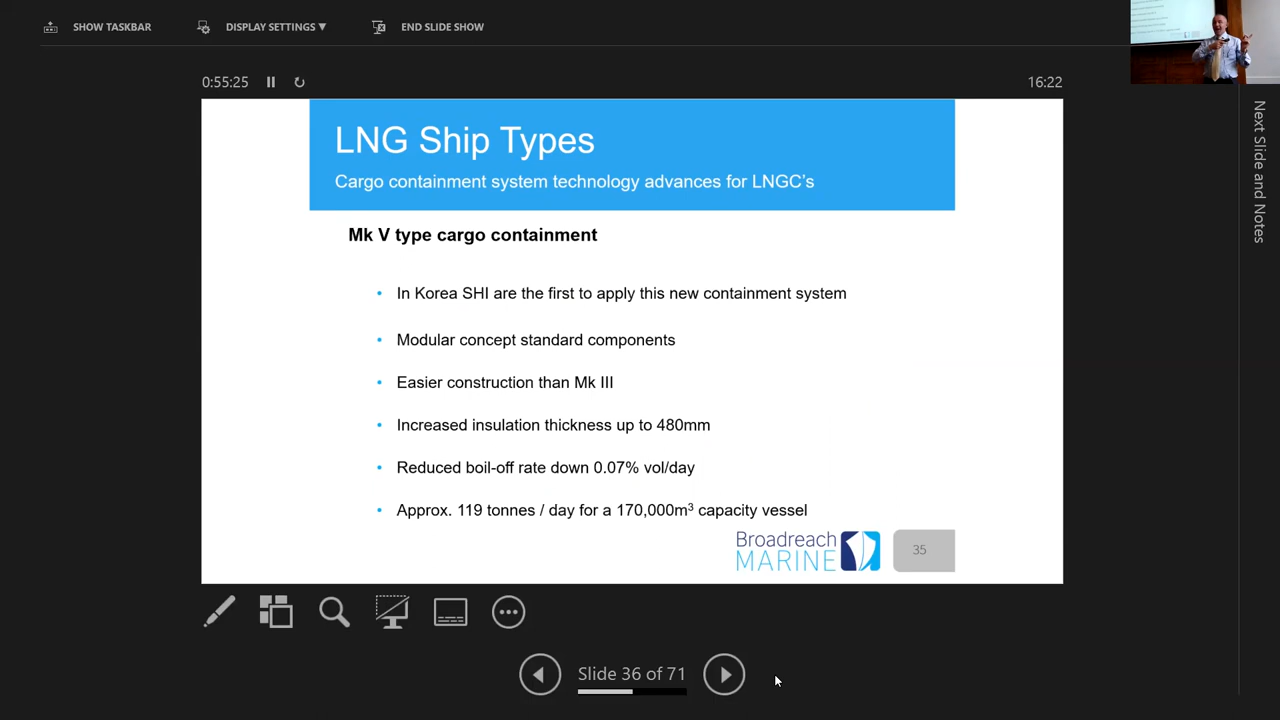 SHOW TASKBAR
DISPLAY SETTINGS ▼
END SLIDE SHOW
0:55:25
16:22
LNG Ship Types
Cargo containment system technology advances for LNGC's
Mk V type cargo containment
• In Korea SHI are the first to apply this new containment system
• Modular concept standard components
• Easier construction than Mk III
• Increased insulation thickness up to 480mm
• Reduced boil-off rate down 0.07% vol/day
• Approx. 119 tonnes / day for a 170,000m³ capacity vessel
Broadreach
MARINE
35
Slide 36 of 71
Next Slide and Notes